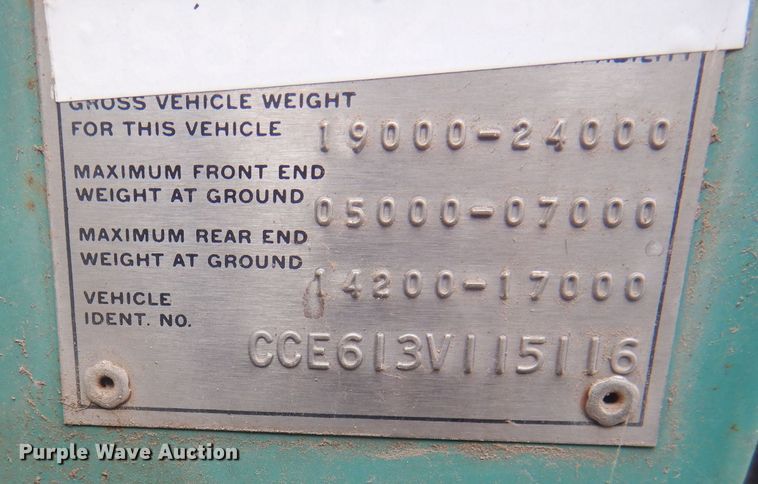 GROSS VEHICLE WEIGHT
FOR THIS VEHICLE 19000-24000
MAXIMUM FRONT END
WEIGHT AT GROUND 05000-07000
MAXIMUM REAR END
WEIGHT AT GROUND 14200-17000
VEHICLE
IDENT. NO. CCE613V115116
Purple Wave Auction